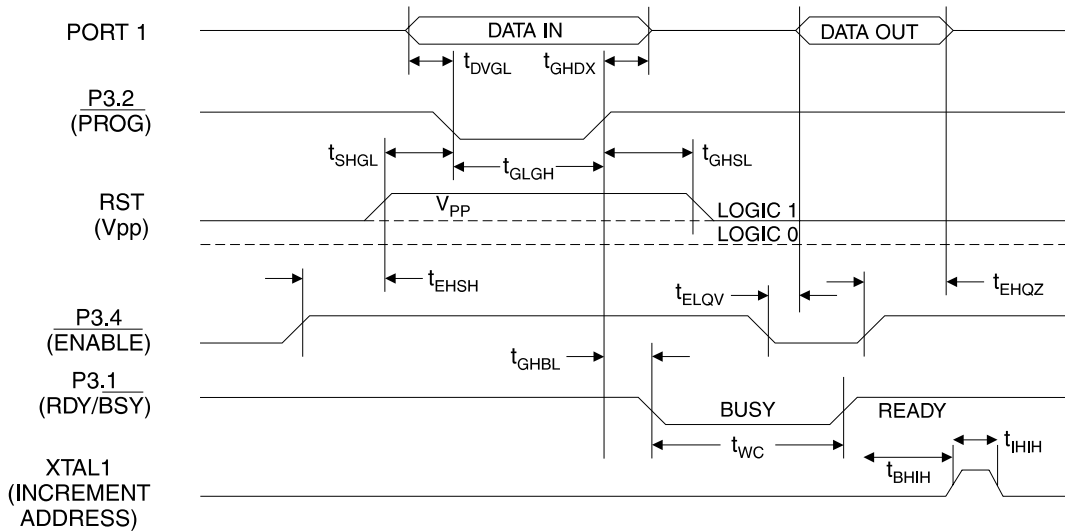 PORT 1
DATA IN
DATA OUT
tDVGL
tGHDX
P3.2
(PROG)
tSHGL
tGLGH
tGHSL
RST
(Vpp)
VPP
LOGIC 1
LOGIC 0
tEHSH
tELQV
tEHQZ
P3.4
(ENABLE)
tGHBL
P3.1
(RDY/BSY)
BUSY
READY
tWC
tIHIH
tBHIH
XTAL1
(INCREMENT
ADDRESS)